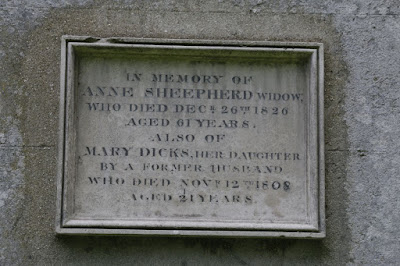 IN MEMORY OF
ANNE SHEEPHERD WIDOW,
WHO DIED DECR. 26TH 1826
AGED 61 YEARS.
ALSO OF
MARY DICKS, HER DAUGHTER
BY A FORMER HUSBAND
WHO DIED NOVR. 12TH 1808
AGED 21 YEARS.